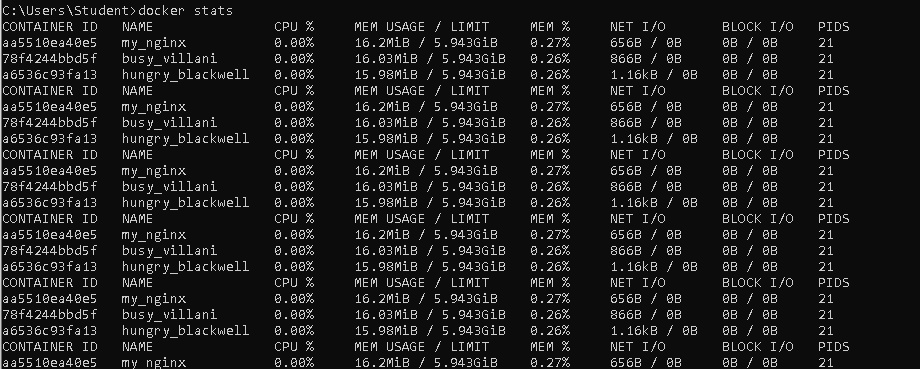 C:\Users\Student>docker stats
CONTAINER ID NAME CPU % MEM USAGE / LIMIT MEM % NET I/O BLOCK I/O PIDS
aa5510ea40e5 my_nginx 0.00% 16.2MiB / 5.943GiB 0.27% 656B / 0B 0B / 0B 21
78f4244bbd5f busy_villani 0.00% 16.03MiB / 5.943GiB 0.26% 866B / 0B 0B / 0B 21
a6536c93fa13 hungry_blackwell 0.00% 15.98MiB / 5.943GiB 0.26% 1.16kB / 0B 0B / 0B 21
CONTAINER ID NAME CPU % MEM USAGE / LIMIT MEM % NET I/O BLOCK I/O PIDS
aa5510ea40e5 my_nginx 0.00% 16.2MiB / 5.943GiB 0.27% 656B / 0B 0B / 0B 21
78f4244bbd5f busy_villani 0.00% 16.03MiB / 5.943GiB 0.26% 866B / 0B 0B / 0B 21
a6536c93fa13 hungry_blackwell 0.00% 15.98MiB / 5.943GiB 0.26% 1.16kB / 0B 0B / 0B 21
CONTAINER ID NAME CPU % MEM USAGE / LIMIT MEM % NET I/O BLOCK I/O PIDS
aa5510ea40e5 my_nginx 0.00% 16.2MiB / 5.943GiB 0.27% 656B / 0B 0B / 0B 21
78f4244bbd5f busy_villani 0.00% 16.03MiB / 5.943GiB 0.26% 866B / 0B 0B / 0B 21
a6536c93fa13 hungry_blackwell 0.00% 15.98MiB / 5.943GiB 0.26% 1.16kB / 0B 0B / 0B 21
CONTAINER ID NAME CPU % MEM USAGE / LIMIT MEM % NET I/O BLOCK I/O PIDS
aa5510ea40e5 my_nginx 0.00% 16.2MiB / 5.943GiB 0.27% 656B / 0B 0B / 0B 21
78f4244bbd5f busy_villani 0.00% 16.03MiB / 5.943GiB 0.26% 866B / 0B 0B / 0B 21
a6536c93fa13 hungry_blackwell 0.00% 15.98MiB / 5.943GiB 0.26% 1.16kB / 0B 0B / 0B 21
CONTAINER ID NAME CPU % MEM USAGE / LIMIT MEM % NET I/O BLOCK I/O PIDS
aa5510ea40e5 my_nginx 0.00% 16.2MiB / 5.943GiB 0.27% 656B / 0B 0B / 0B 21
78f4244bbd5f busy_villani 0.00% 16.03MiB / 5.943GiB 0.26% 866B / 0B 0B / 0B 21
a6536c93fa13 hungry_blackwell 0.00% 15.98MiB / 5.943GiB 0.26% 1.16kB / 0B 0B / 0B 21
CONTAINER ID NAME CPU % MEM USAGE / LIMIT MEM % NET I/O BLOCK I/O PIDS
aa5510ea40e5 my_nginx 0.00% 16.2MiB / 5.943GiB 0.27% 656B / 0B 0B / 0B 21